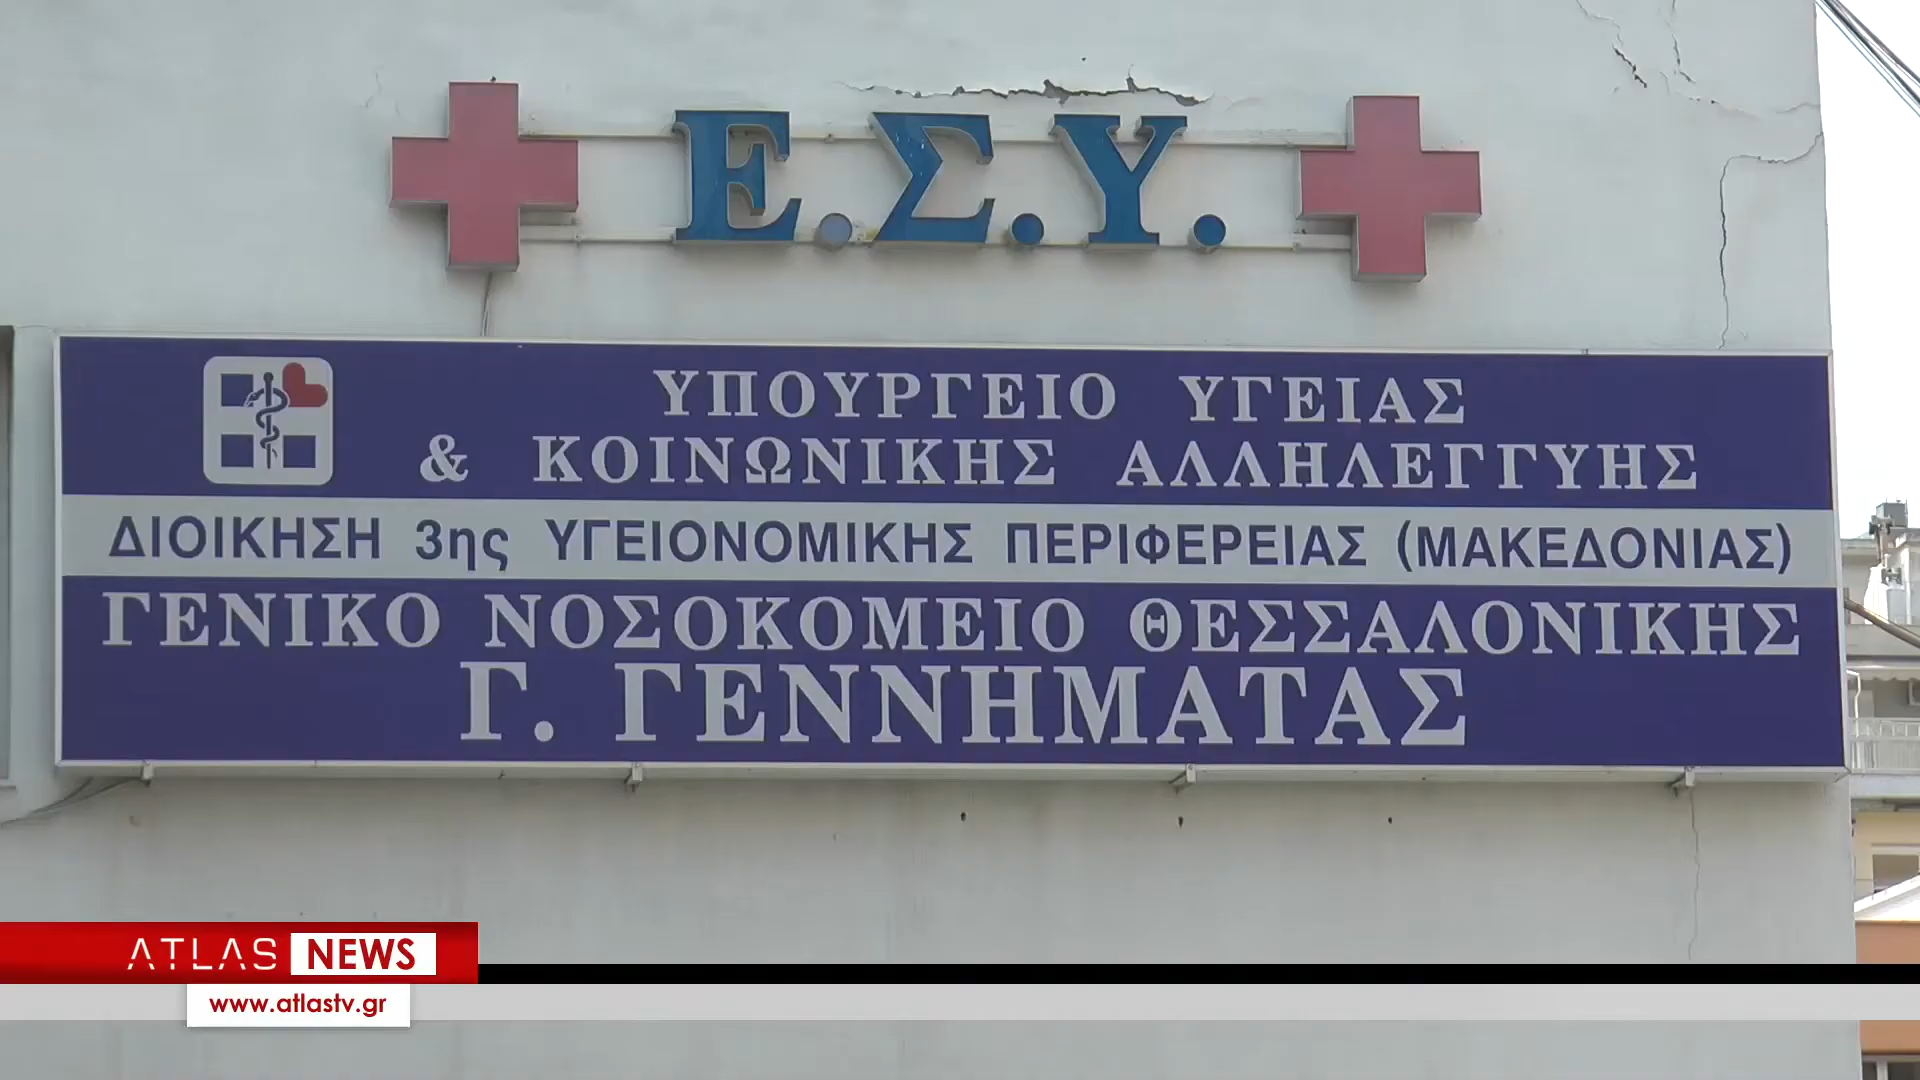 Ε.Σ.Υ.
ΥΠΟΥΡΓΕΙΟ ΥΓΕΙΑΣ
& ΚΟΙΝΩΝΙΚΗΣ ΑΛΛΗΛΕΓΓΥΗΣ
ΔΙΟΙΚΗΣΗ 3ης ΥΓΕΙΟΝΟΜΙΚΗΣ ΠΕΡΙΦΕΡΕΙΑΣ (ΜΑΚΕΔΟΝΙΑΣ)
ΓΕΝΙΚΟ ΝΟΣΟΚΟΜΕΙΟ ΘΕΣΣΑΛΟΝΙΚΗΣ
Γ. ΓΕΝΝΗΜΑΤΑΣ
ATLAS NEWS
www.atlastv.gr